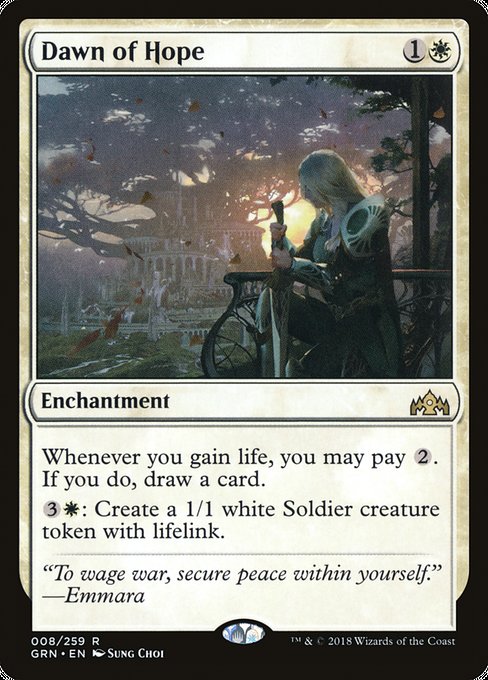 Dawn of Hope 1
Enchantment
Whenever you gain life, you may pay 2.
If you do, draw a card.
3: Create a 1/1 white Soldier creature
token with lifelink.
“To wage war, secure peace within yourself.”
—Emmara
008/259 R
GRN • EN Sung Choi
™ & © 2018 Wizards of the Coast